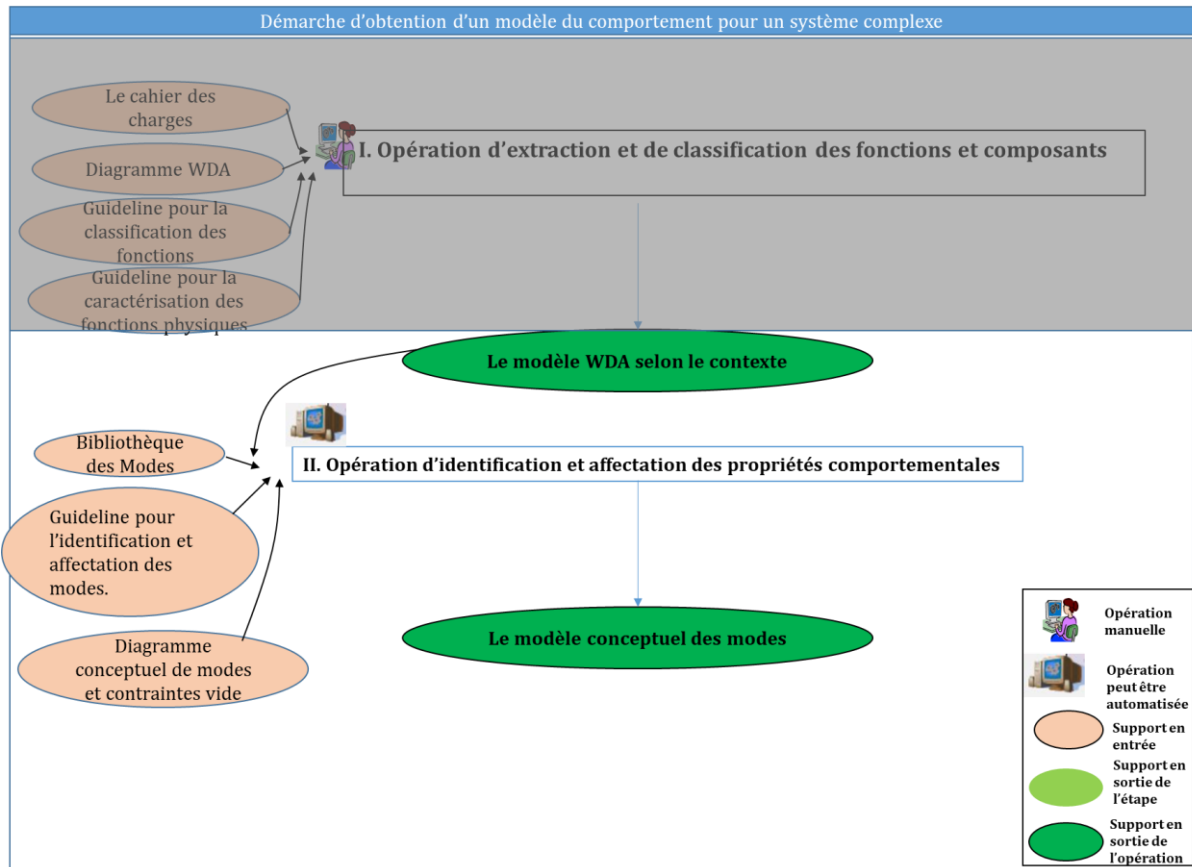 Démarche d'obtention d'un modèle du comportement pour un système complexe
Le cahier des
charges
I. Opération d'extraction et de classification des fonctions et composants
Diagramme WDA
Guideline pour la
classification des
fonctions
Guideline pour la
caractérisation des
fonctions physiques
Le modèle WDA selon le contexte
Bibliothèque
des Modes
II. Opération d'identification et affectation des propriétés comportementales
Guideline pour
l'identification et
affectation des
modes.
Diagramme
conceptuel de modes
et contraintes vide
Le modèle conceptuel des modes
Opération
manuelle
Opération
peut être
automatisée
Support en
entrée
Support en
sortie de
l'étape
Support en
sortie de
l'opération